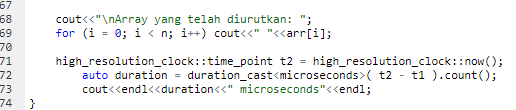 67
68 cout<<"\nArray yang telah diurutkan: ";
69 for (i = 0; i < n; i++) cout<<" "<<arr[i];
70
71 high_resolution_clock::time_point t2 = high_resolution_clock::now();
72 auto duration = duration_cast<microseconds>( t2 - t1 ).count();
73 cout<<endl<<duration<<" microseconds"<<endl;
74 }